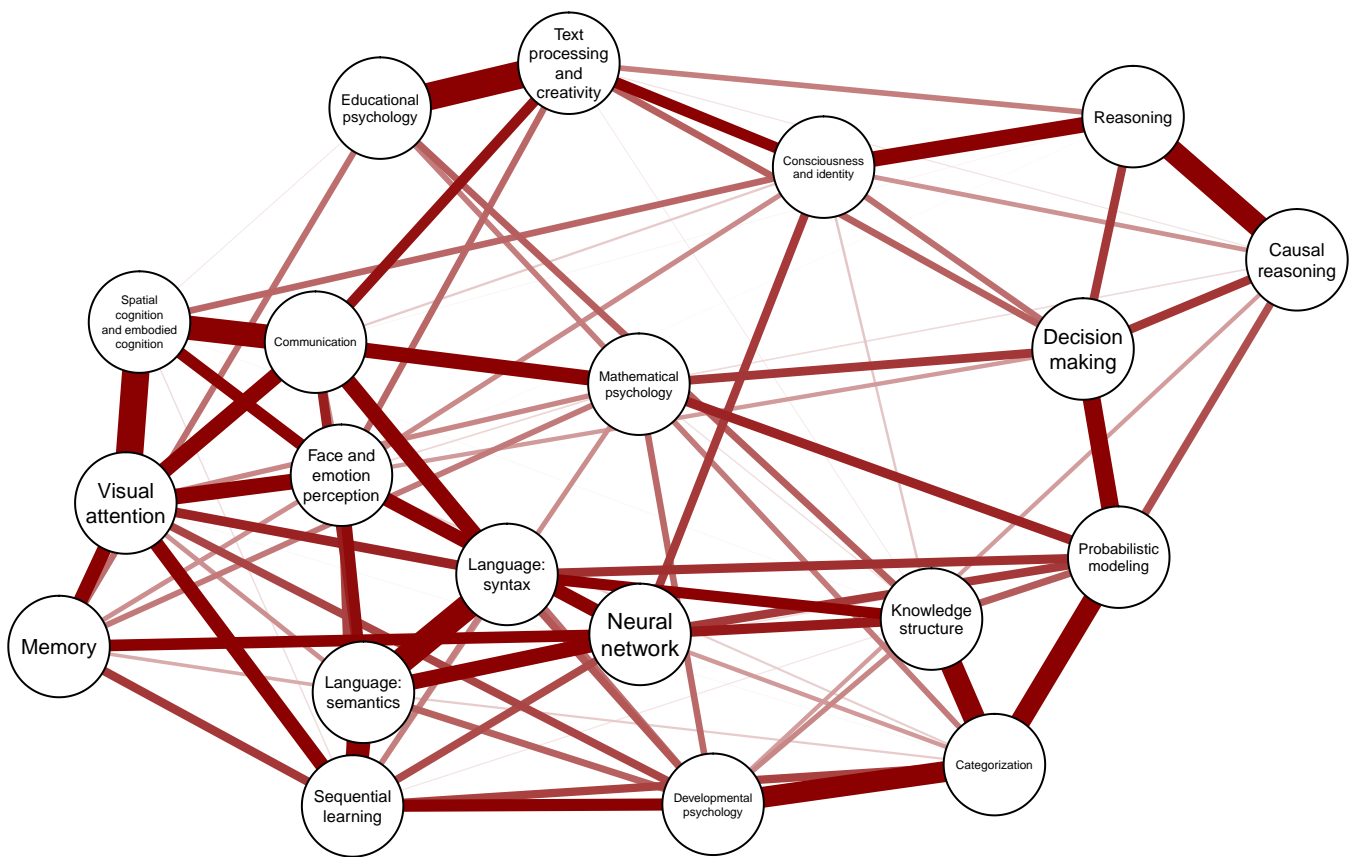 Text
processing
and
creativity
Educational
psychology
Reasoning
Consciousness
and identity
Causal
reasoning
Spatial
cognition
and embodied
cognition
Communication
Decision
making
Mathematical
psychology
Face and
emotion
perception
Visual
attention
Language:
syntax
Probabilistic
modeling
Neural
network
Knowledge
structure
Memory
Language:
semantics
Categorization
Sequential
learning
Developmental
psychology